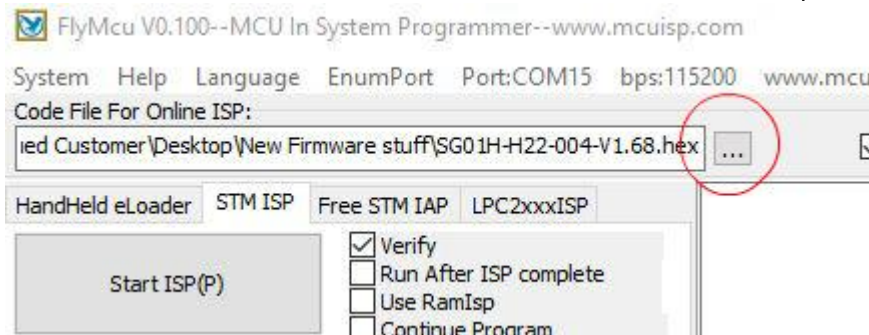 FlyMcu V0.100--MCU In System Programmer--www.mcuisp.com
System Help Language EnumPort Port:COM15 bps:115200 www.mcu
Code File For Online ISP:
ied Customer\Desktop\New Firmware stuff\SG01H-H22-004-V1.68.hex ...
HandHeld eLoader STM ISP Free STM IAP LPC2xxxISP
Verify
Start ISP(P)
Run After ISP complete
Use RamIsp
Continue Program